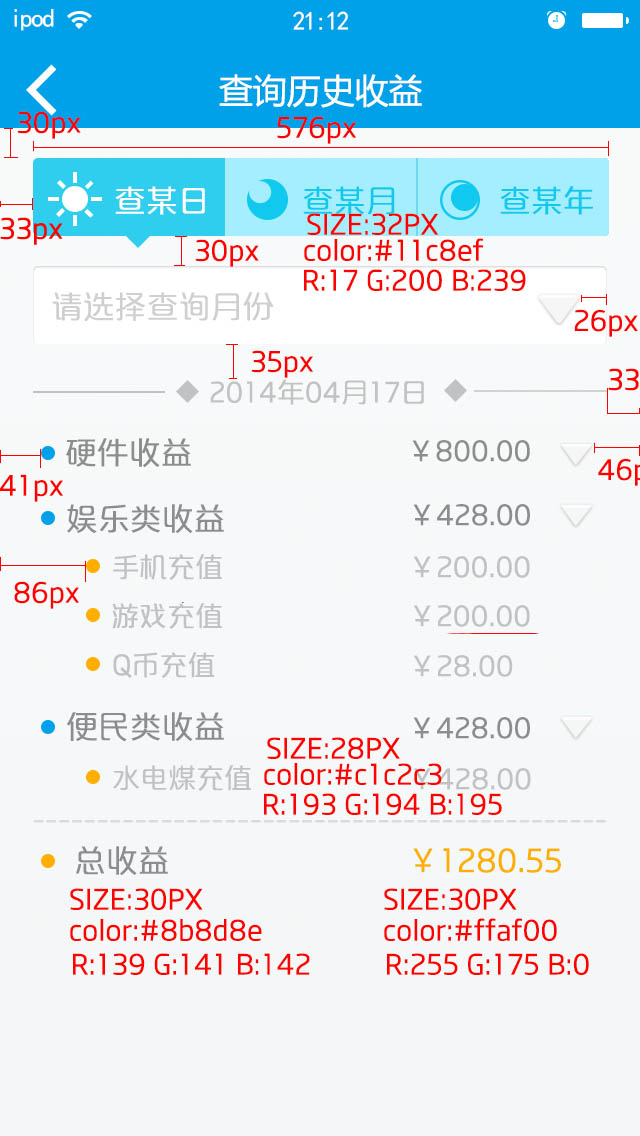 ipod 21:12
查询历史收益
30px
576px
查某日 查某月 查某年
33px
SIZE:32PX
30px
color:#11c8ef
R:17 G:200 B:239
请选择查询月份
26px
35px
33
2014年04月17日
硬件收益 ￥800.00
46p
41px
娱乐类收益 ￥428.00
手机充值 ￥200.00
86px
游戏充值 ￥200.00
Q币充值 ￥28.00
便民类收益 ￥428.00
SIZE:28PX
水电煤充值 ￥428.00
color:#c1c2c3
R:193 G:194 B:195
总收益 ￥1280.55
SIZE:30PX SIZE:30PX
color:#8b8d8e color:#ffaf00
R:139 G:141 B:142 R:255 G:175 B:0